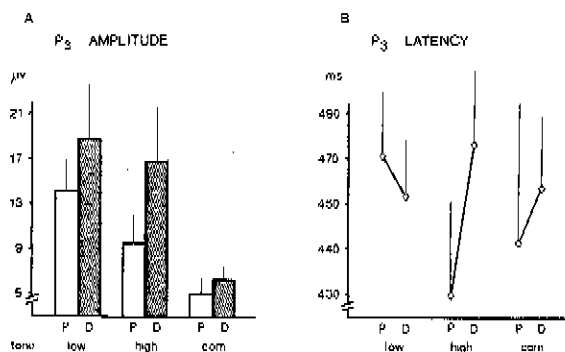 A
P3 AMPLITUDE
μv
21
17
13
9
5
P D P D P D
tone low high com
B
P3 LATENCY
ms
490
470
450
440
430
P D P D P D
low high com